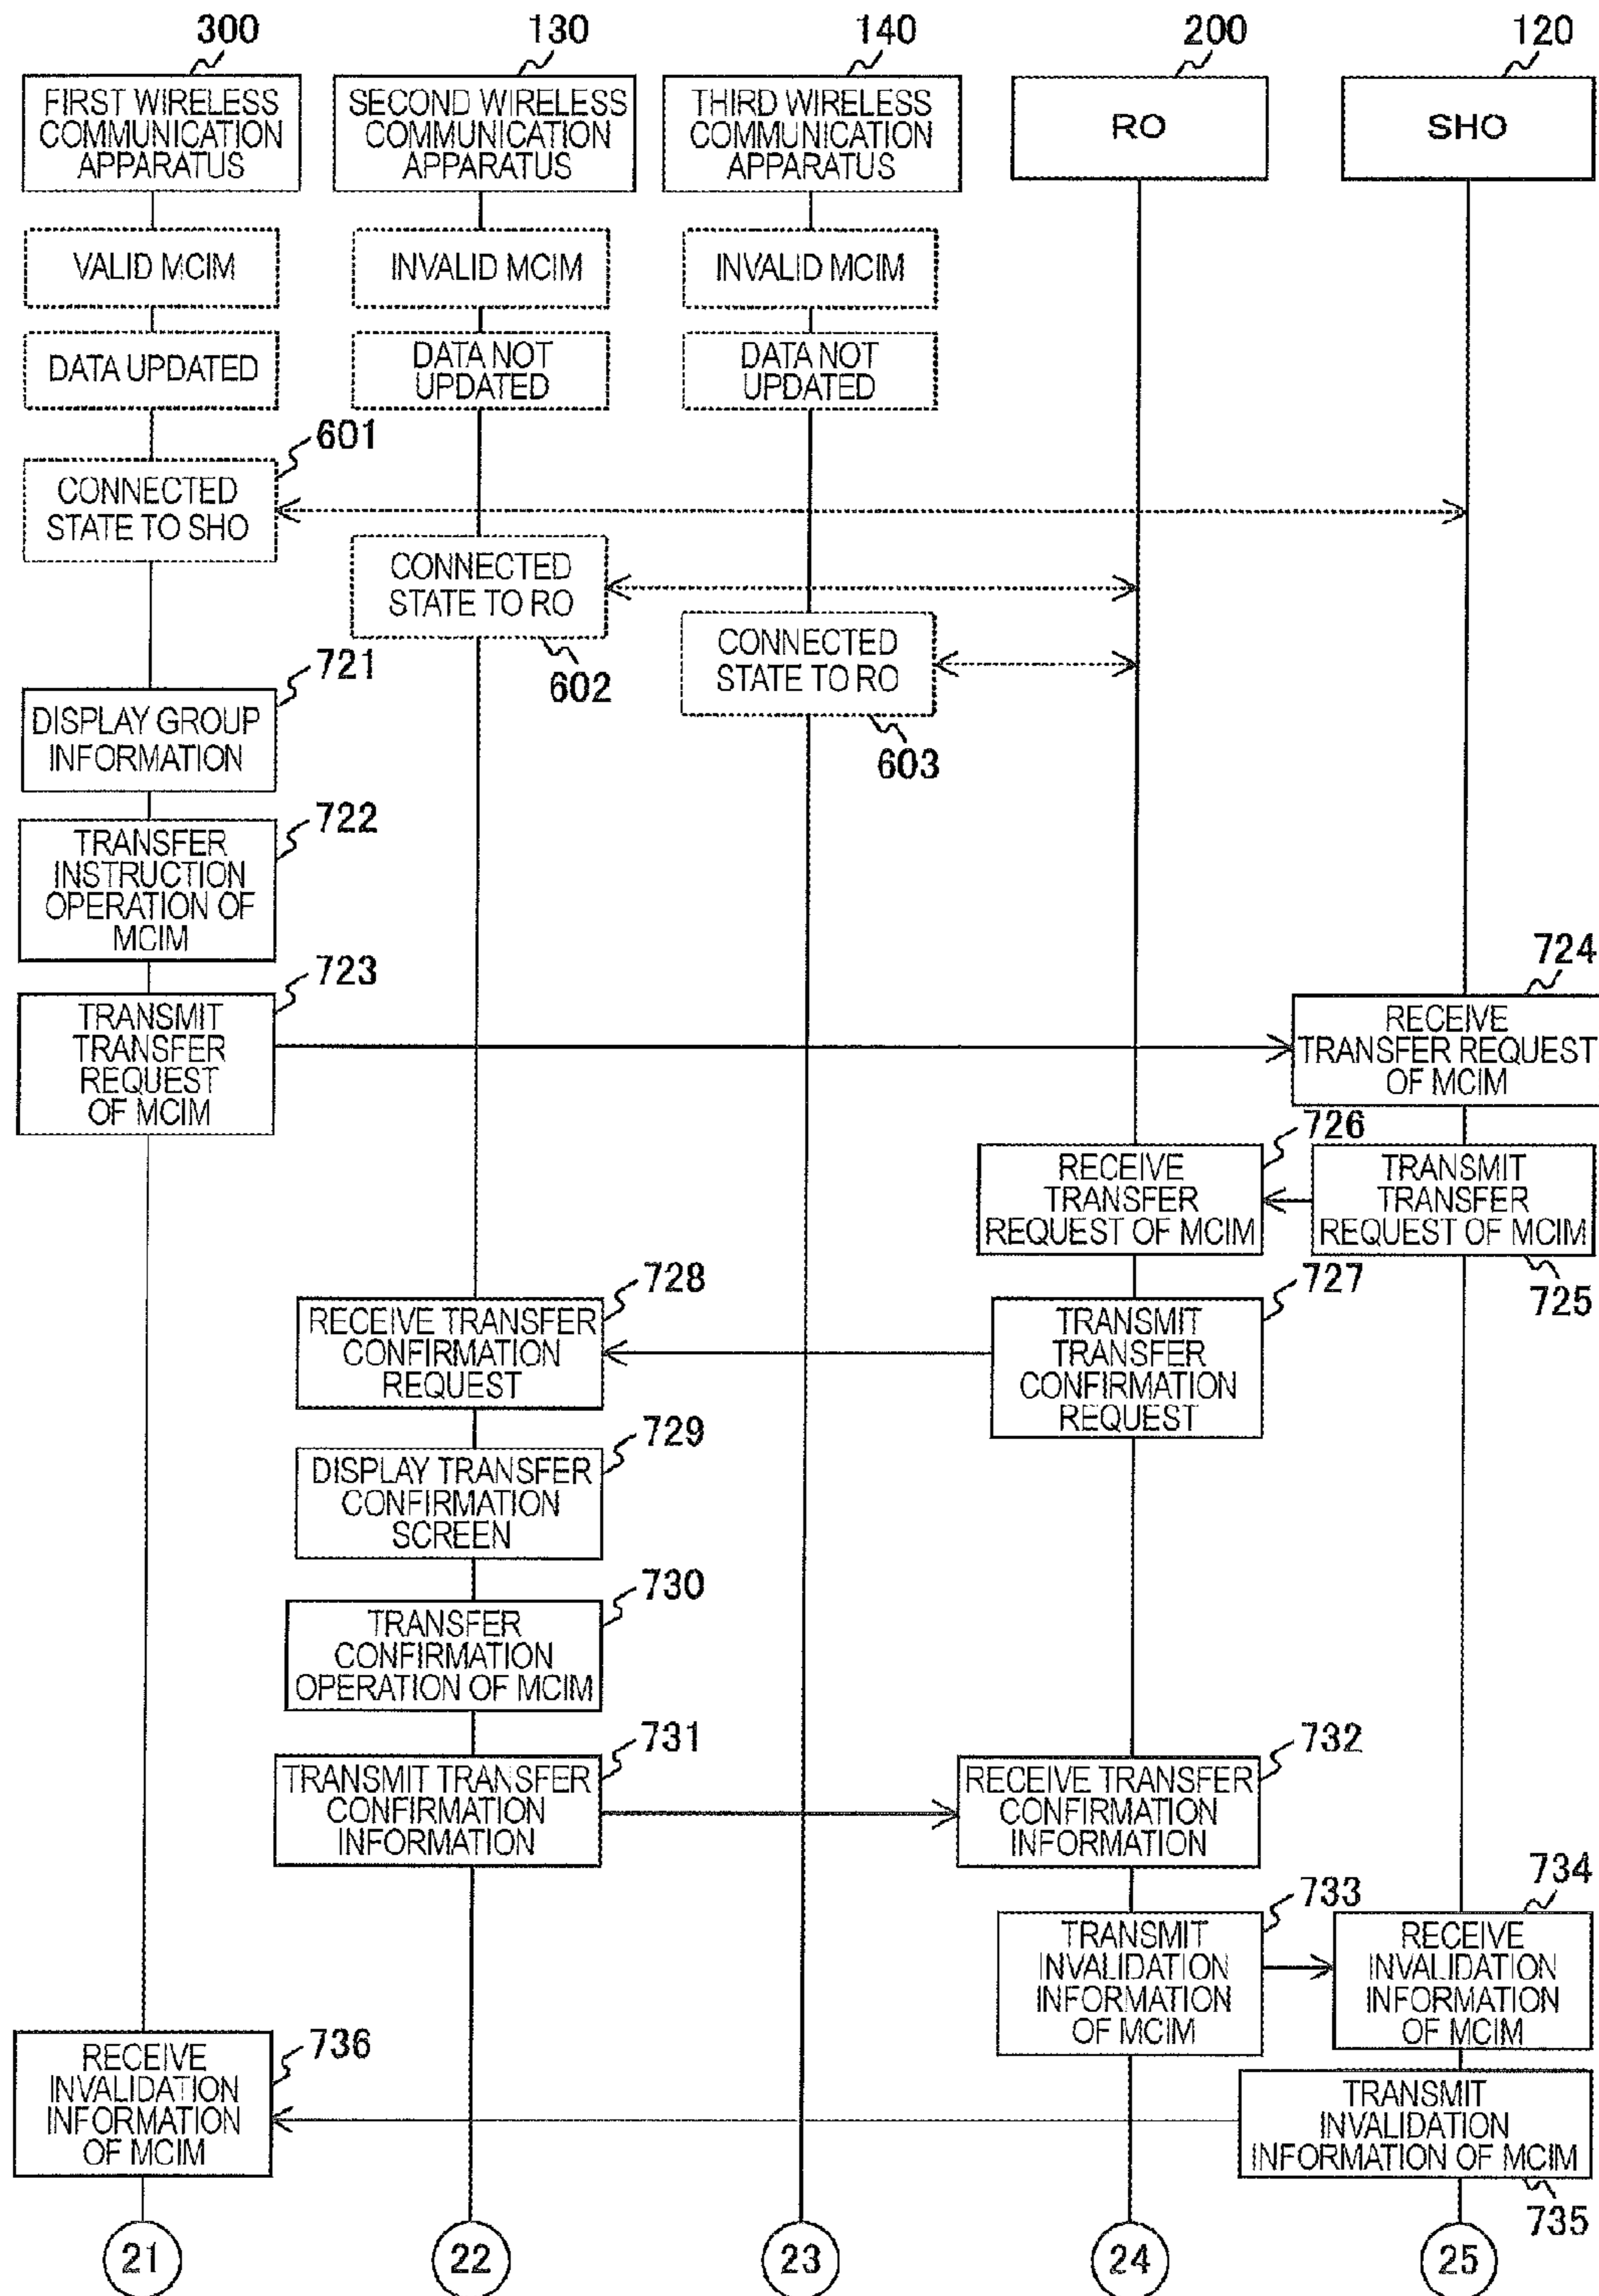 300
130
140
200
120
FIRST WIRELESS
COMMUNICATION
APPARATUS
SECOND WIRELESS
COMMUNICATION
APPARATUS
THIRD WIRELESS
COMMUNICATION
APPARATUS
RO
SHO
VALID MCIM
INVALID MCIM
INVALID MCIM
DATA UPDATED
DATA NOT
UPDATED
DATA NOT
UPDATED
601
CONNECTED
STATE TO SHO
CONNECTED
STATE TO RO
602
CONNECTED
STATE TO RO
603
721
DISPLAY GROUP
INFORMATION
722
TRANSFER
INSTRUCTION
OPERATION OF
MCIM
723
TRANSMIT
TRANSFER
REQUEST
OF MCIM
724
RECEIVE
TRANSFER REQUEST
OF MCIM
726
RECEIVE
TRANSFER
REQUEST OF MCIM
TRANSMIT
TRANSFER
REQUEST OF MCIM
725
728
RECEIVE TRANSFER
CONFIRMATION
REQUEST
727
TRANSMIT
TRANSFER
CONFIRMATION
REQUEST
729
DISPLAY TRANSFER
CONFIRMATION
SCREEN
730
TRANSFER
CONFIRMATION
OPERATION OF MCIM
731
TRANSMIT TRANSFER
CONFIRMATION
INFORMATION
732
RECEIVE TRANSFER
CONFIRMATION
INFORMATION
733
TRANSMIT
INVALIDATION
INFORMATION
OF MCIM
734
RECEIVE
INVALIDATION
INFORMATION
OF MCIM
736
RECEIVE
INVALIDATION
INFORMATION
OF MCIM
TRANSMIT
INVALIDATION
INFORMATION OF MCIM
735
21
22
23
24
25